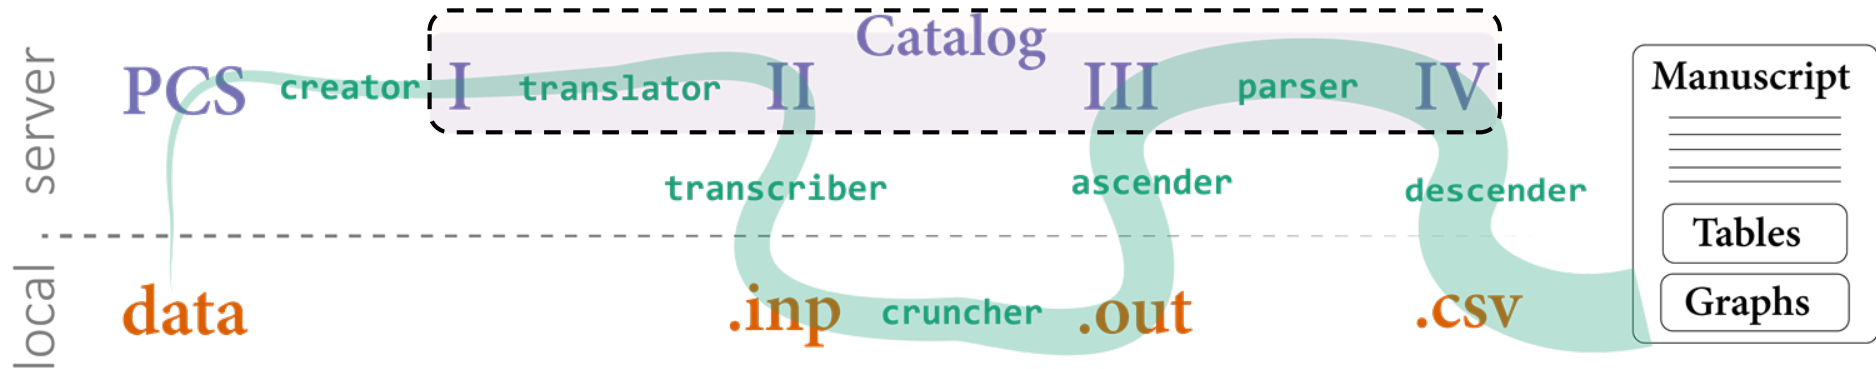 Catalog
server
PCS creator I translator II III parser IV
transcriber ascender descender
local
data .inp cruncher .out .csv
Manuscript
Tables
Graphs